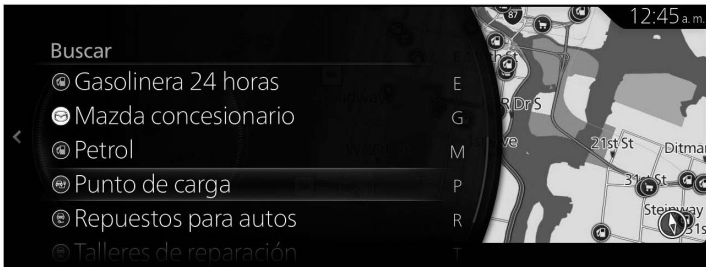 12:45 a.m.
Buscar
Gasolinera 24 horas E
Mazda concesionario G
Petrol M
Punto de carga P
Repuestos para autos R
Talleres de reparación T
87
R Dr S
21st St
Ditmar
31st St
Steinway
31s